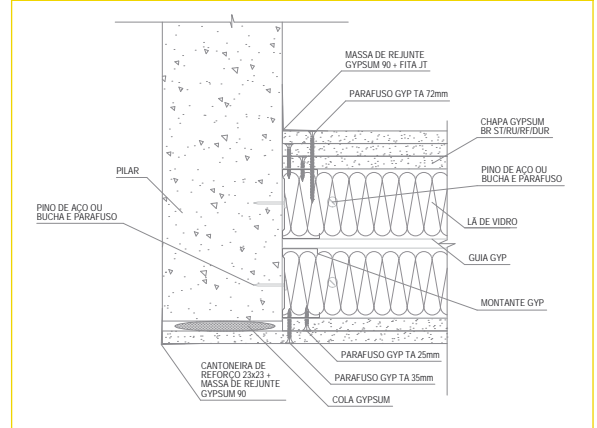 MASSA DE REJUNTE
GYPSUM 90 + FITA JT
PARAFUSO GYP TA 72mm
CHAPA GYPSUM
BR ST/RU/RF/DUR
PILAR
PINO DE AÇO OU
BUCHA E PARAFUSO
PINO DE AÇO OU
BUCHA E PARAFUSO
LÃ DE VIDRO
GUIA GYP
MONTANTE GYP
PARAFUSO GYP TA 25mm
CANTONEIRA DE
REFORÇO 23x23 +
MASSA DE REJUNTE
GYPSUM 90
PARAFUSO GYP TA 35mm
COLA GYPSUM